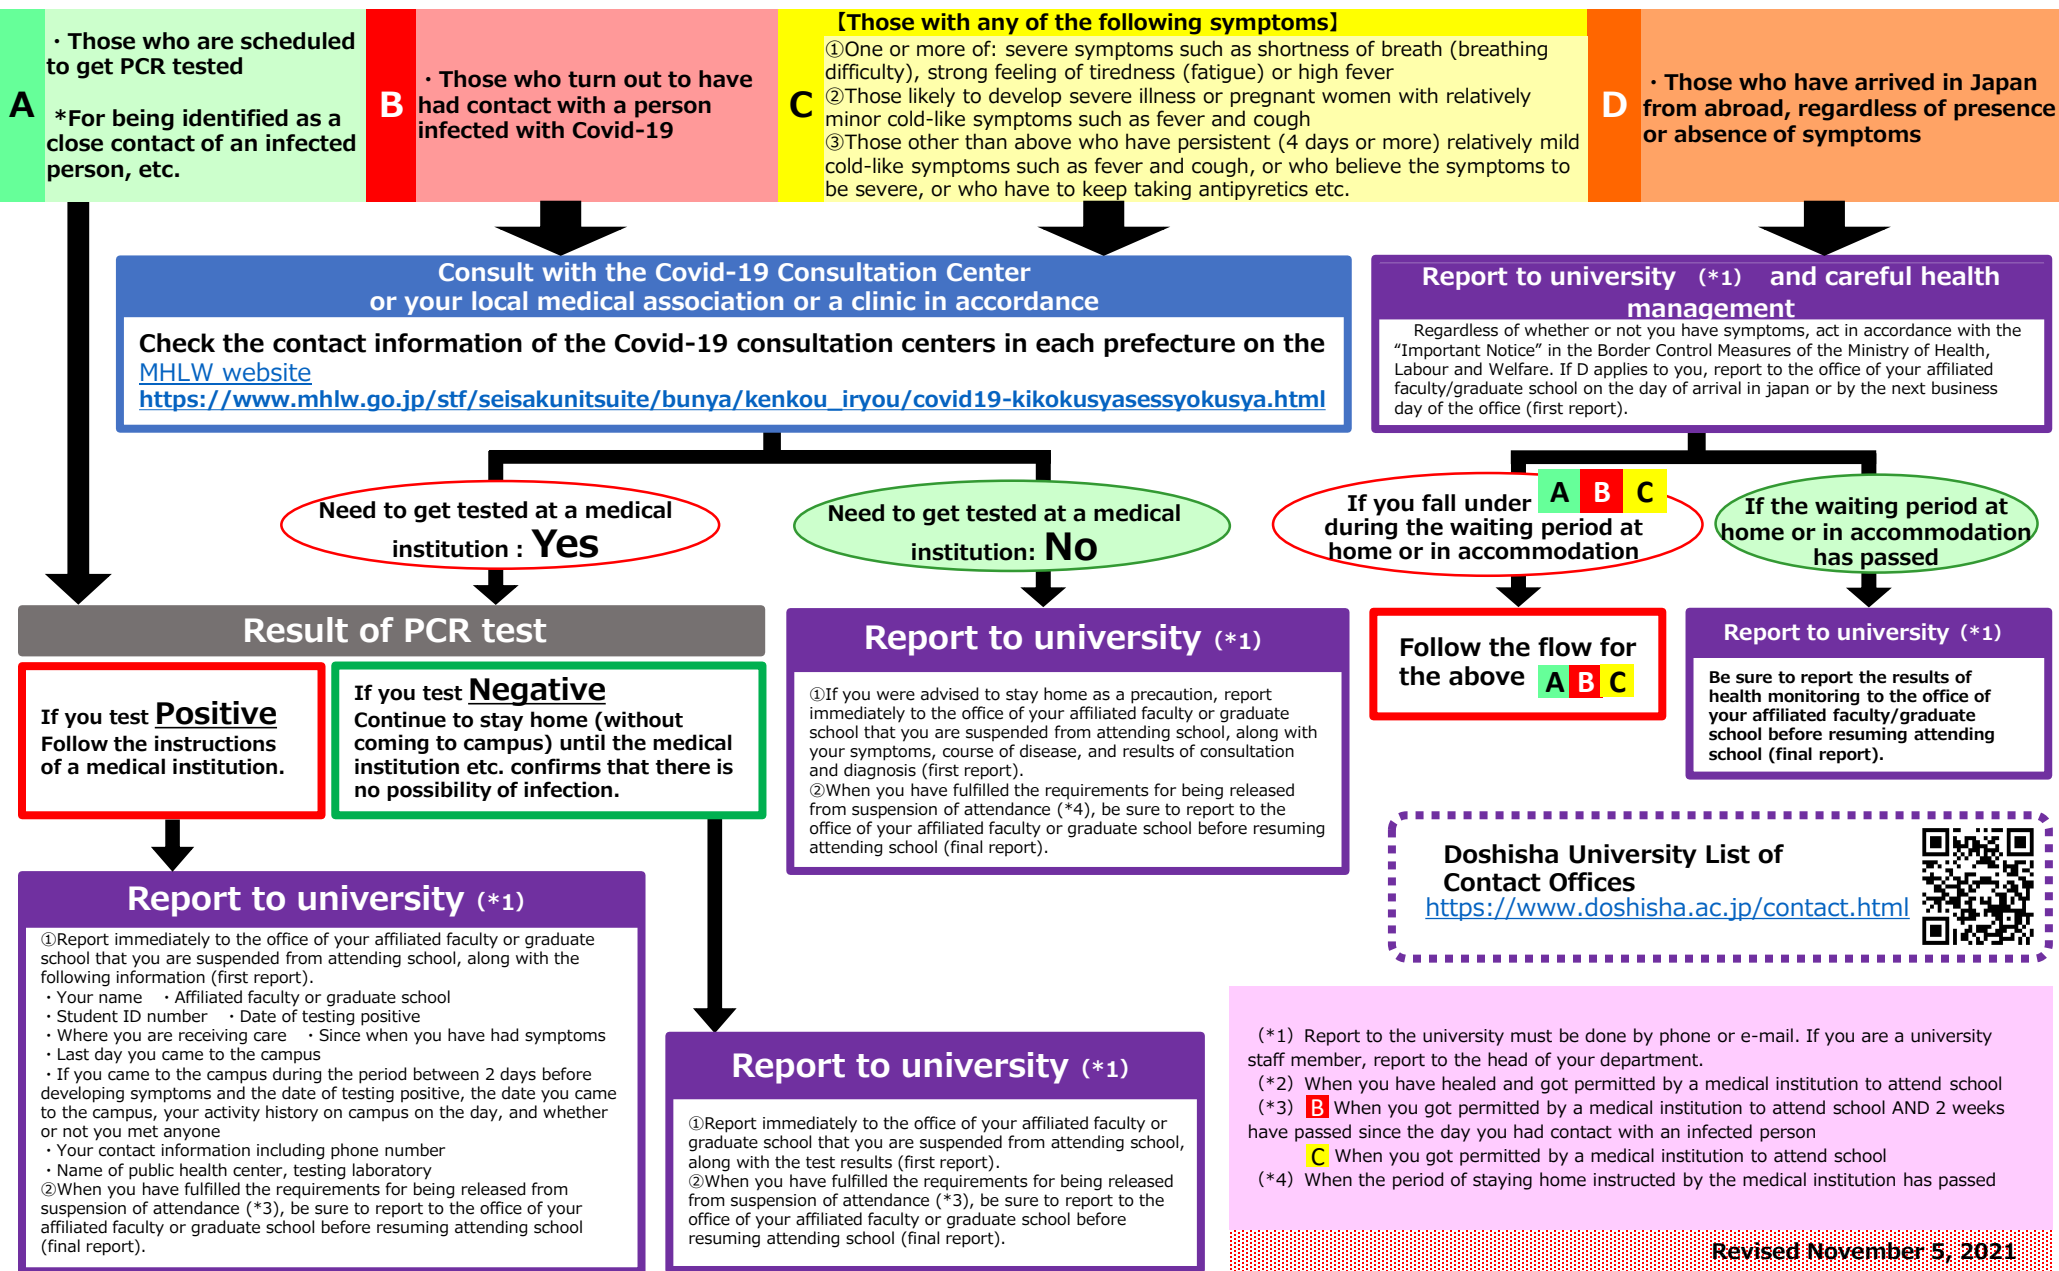 A
・Those who are scheduled
to get PCR tested
*For being identified as a
close contact of an infected
person, etc.
B
・Those who turn out to have
had contact with a person
infected with Covid-19
C
【Those with any of the following symptoms】
①One or more of: severe symptoms such as shortness of breath (breathing
difficulty), strong feeling of tiredness (fatigue) or high fever
②Those likely to develop severe illness or pregnant women with relatively
minor cold-like symptoms such as fever and cough
③Those other than above who have persistent (4 days or more) relatively mild
cold-like symptoms such as fever and cough, or who believe the symptoms to
be severe, or who have to keep taking antipyretics etc.
D
・Those who have arrived in Japan
from abroad, regardless of presence
or absence of symptoms
Consult with the Covid-19 Consultation Center
or your local medical association or a clinic in accordance
Check the contact information of the Covid-19 consultation centers in each prefecture on the
MHLW website
https://www.mhlw.go.jp/stf/seisakunitsuite/bunya/kenkou_iryou/covid19-kikokusyasessyokusya.html
Report to university （*1） and careful health
management
Regardless of whether or not you have symptoms, act in accordance with the
“Important Notice” in the Border Control Measures of the Ministry of Health,
Labour and Welfare. If D applies to you, report to the office of your affiliated
faculty/graduate school on the day of arrival in japan or by the next business
day of the office (first report).
Need to get tested at a medical
institution : Yes
Need to get tested at a medical
institution: No
If you fall under A B C
during the waiting period at
home or in accommodation
If the waiting period at
home or in accommodation
has passed
Result of PCR test
If you test Positive
Follow the instructions
of a medical institution.
If you test Negative
Continue to stay home (without
coming to campus) until the medical
institution etc. confirms that there is
no possibility of infection.
Report to university （*1）
①If you were advised to stay home as a precaution, report
immediately to the office of your affiliated faculty or graduate
school that you are suspended from attending school, along with
your symptoms, course of disease, and results of consultation
and diagnosis (first report).
②When you have fulfilled the requirements for being released
from suspension of attendance (*4), be sure to report to the
office of your affiliated faculty or graduate school before resuming
attending school (final report).
Follow the flow for
the above A B C
Report to university （*1）
Be sure to report the results of
health monitoring to the office of
your affiliated faculty/graduate
school before resuming attending
school (final report).
Doshisha University List of
Contact Offices
https://www.doshisha.ac.jp/contact.html
Report to university （*1）
①Report immediately to the office of your affiliated faculty or graduate
school that you are suspended from attending school, along with the
following information (first report).
・Your name ・Affiliated faculty or graduate school
・Student ID number ・Date of testing positive
・Where you are receiving care ・Since when you have had symptoms
・Last day you came to the campus
・If you came to the campus during the period between 2 days before
developing symptoms and the date of testing positive, the date you came
to the campus, your activity history on campus on the day, and whether
or not you met anyone
・Your contact information including phone number
・Name of public health center, testing laboratory
②When you have fulfilled the requirements for being released from
suspension of attendance (*3), be sure to report to the office of your
affiliated faculty or graduate school before resuming attending school
(final report).
Report to university （*1）
①Report immediately to the office of your affiliated faculty or
graduate school that you are suspended from attending school,
along with the test results (first report).
②When you have fulfilled the requirements for being released
from suspension of attendance (*3), be sure to report to the
office of your affiliated faculty or graduate school before
resuming attending school (final report).
（*1）Report to the university must be done by phone or e-mail. If you are a university
staff member, report to the head of your department.
（*2）When you have healed and got permitted by a medical institution to attend school
（*3） B When you got permitted by a medical institution to attend school AND 2 weeks
have passed since the day you had contact with an infected person
C When you got permitted by a medical institution to attend school
（*4）When the period of staying home instructed by the medical institution has passed
Revised November 5, 2021